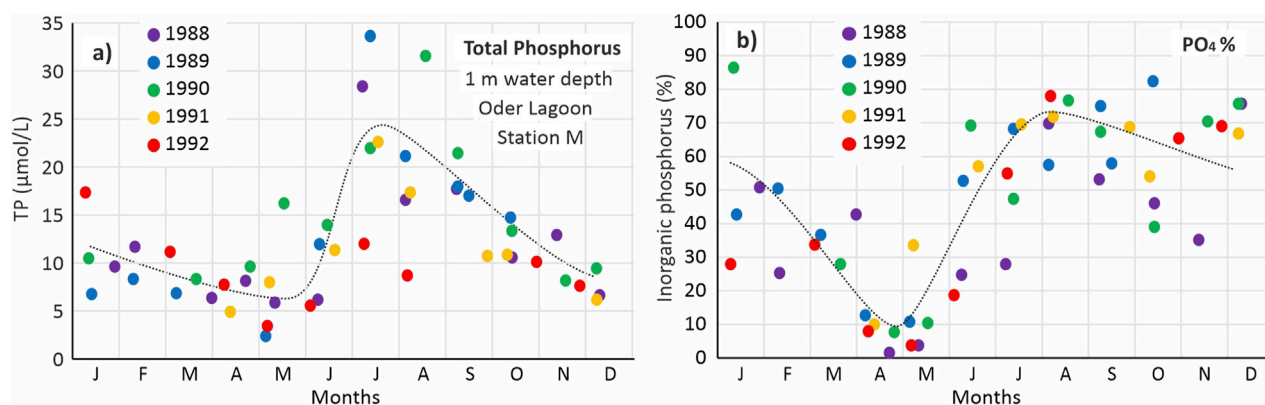 a)
1988
1989
1990
1991
1992
Total Phosphorus
1 m water depth
Oder Lagoon
Station M
TP (µmol/L)
35
30
25
20
15
10
5
0
J F M A M J J A S O N D
Months
b)
1988
1989
1990
1991
1992
PO₄ %
Inorganic phosphorus (%)
100
90
80
70
60
50
40
30
20
10
0
J F M A M J J A S O N D
Months